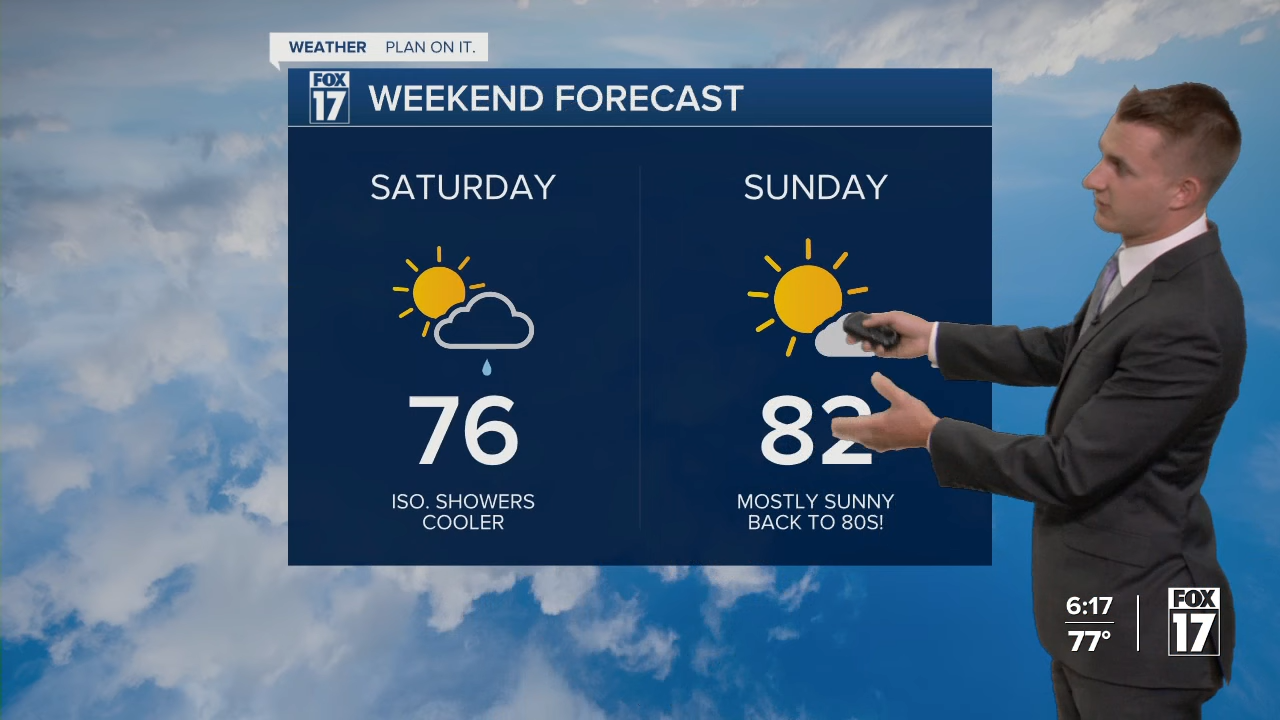 WEATHER PLAN ON IT.
FOX
17
WEEKEND FORECAST
SATURDAY
76
ISO. SHOWERS
COOLER
SUNDAY
82
MOSTLY SUNNY
BACK TO 80S!
6:17
77°
FOX
17